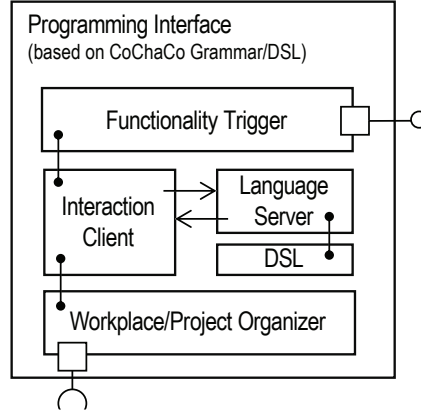 Programming Interface
(based on CoChaCo Grammar/DSL)
Functionality Trigger
Interaction
Client
Language
Server
DSL
Workplace/Project Organizer